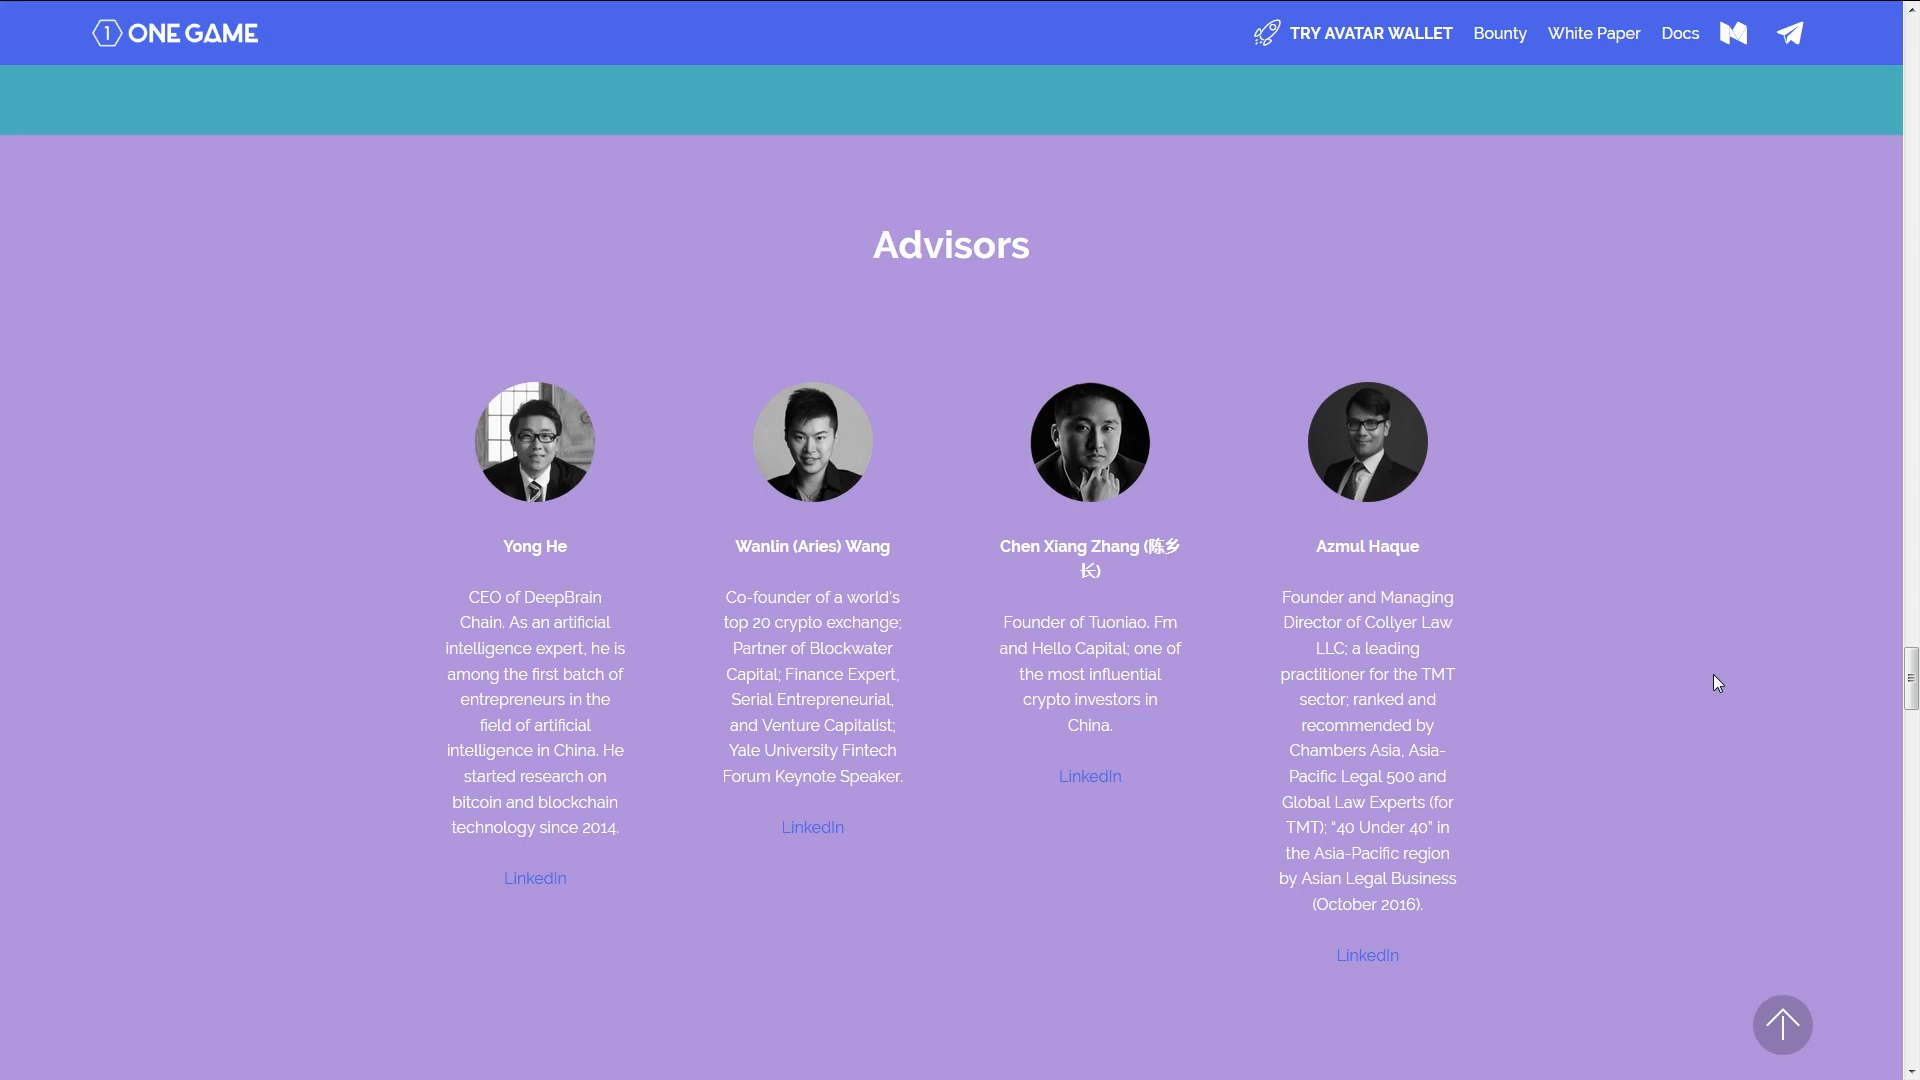 1 ONE GAME
TRY AVATAR WALLET Bounty White Paper Docs
Advisors
Yong He
CEO of DeepBrain
Chain. As an artificial
intelligence expert, he is
among the first batch of
entrepreneurs in the
field of artificial
intelligence in China. He
started research on
bitcoin and blockchain
technology since 2014.
LinkedIn
Wanlin (Aries) Wang
Co-founder of a world's
top 20 crypto exchange;
Partner of Blockwater
Capital; Finance Expert,
Serial Entrepreneurial,
and Venture Capitalist;
Yale University Fintech
Forum Keynote Speaker.
LinkedIn
Chen Xiang Zhang (陈乡
长)
Founder of Tuoniao. Fm
and Hello Capital; one of
the most influential
crypto investors in
China.
LinkedIn
Azmul Haque
Founder and Managing
Director of Collyer Law
LLC; a leading
practitioner for the TMT
sector; ranked and
recommended by
Chambers Asia, Asia-
Pacific Legal 500 and
Global Law Experts (for
TMT); “40 Under 40” in
the Asia-Pacific region
by Asian Legal Business
(October 2016).
LinkedIn